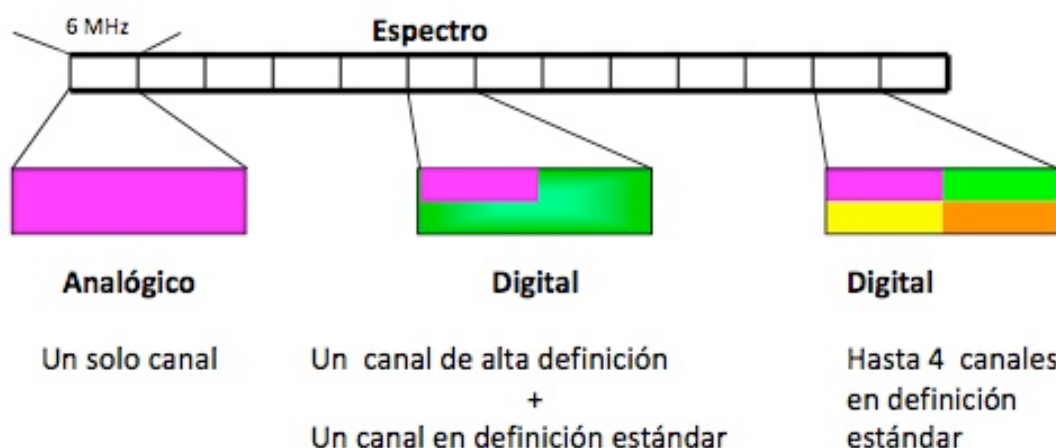 6 MHz
Espectro
Analógico
Un solo canal
Digital
Un canal de alta definición
+
Un canal en definición estándar
Digital
Hasta 4 canales
en definición
estándar